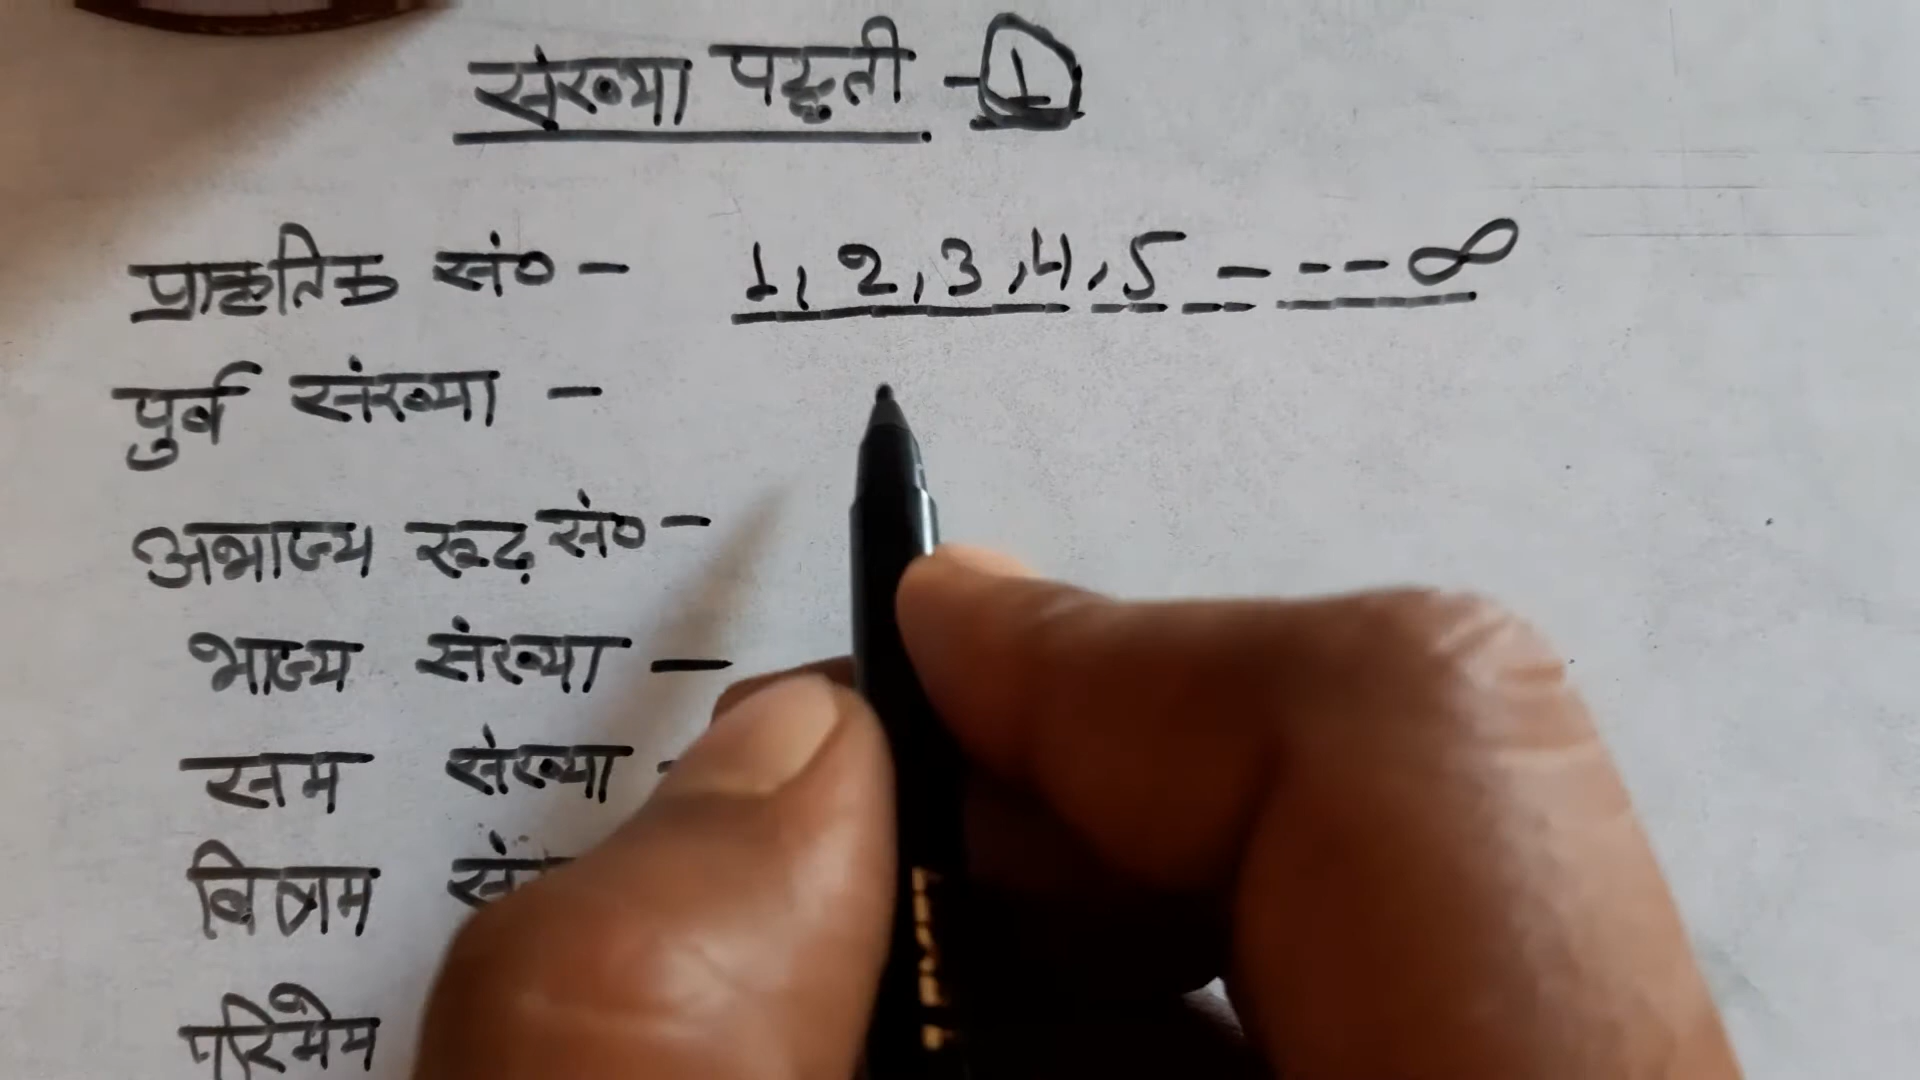 संख्या पद्धती - 1
प्राकृतिक सं० - 1, 2, 3, 4, 5 - - - - ∞
पुर्व संख्या -
अभाज्य रूढ़ सं० -
भाज्य संख्या -
सम संख्या -
विषम
परिमेय